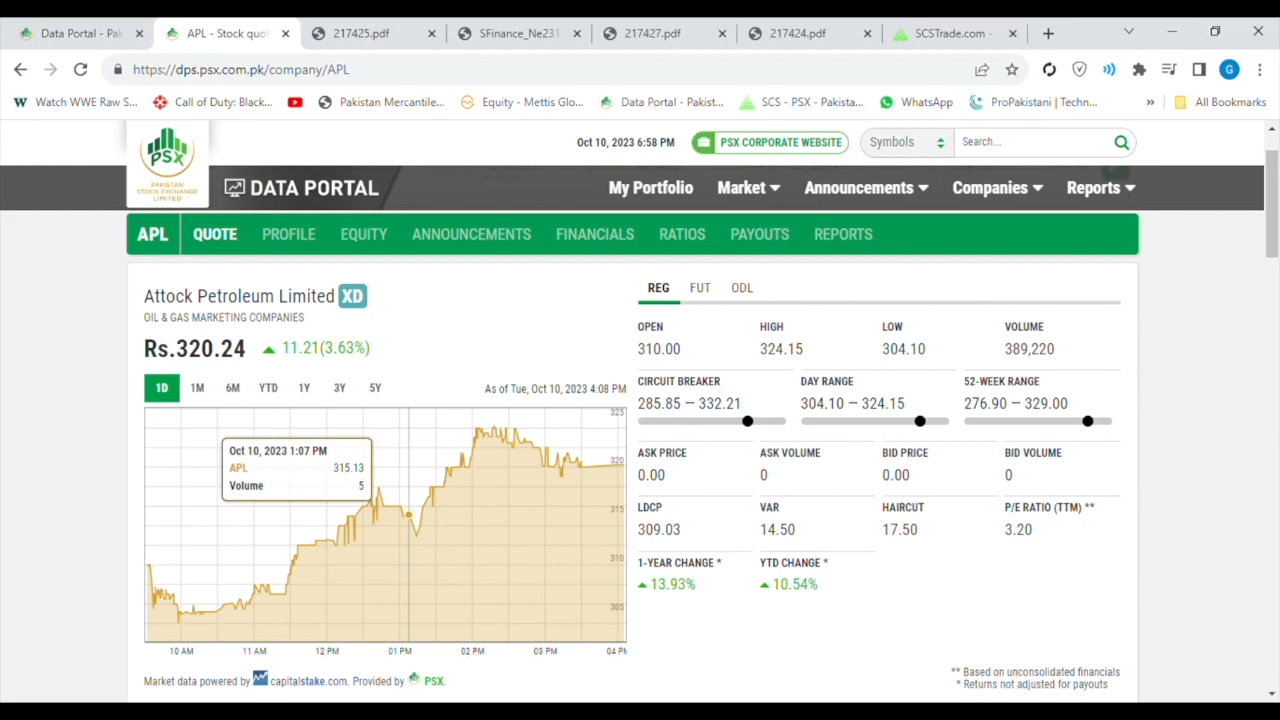 Data Portal - Pak
APL - Stock quot
217425.pdf
SFinance_Ne231
217427.pdf
217424.pdf
SCSTrade.com -
https://dps.psx.com.pk/company/APL
G
Watch WWE Raw S...
Call of Duty: Black...
Pakistan Mercantile...
Equity - Mettis Glo...
Data Portal - Pakist...
SCS - PSX - Pakista...
WhatsApp
ProPakistani | Techn...
»
All Bookmarks
PSX
PAKISTAN
STOCK EXCHANGE
LIMITED
Oct 10, 2023 6:58 PM
PSX CORPORATE WEBSITE
Symbols
Search...
DATA PORTAL
My Portfolio
Market
Announcements
Companies
Reports
APL QUOTE PROFILE EQUITY ANNOUNCEMENTS FINANCIALS RATIOS PAYOUTS REPORTS
Attock Petroleum Limited XD
OIL & GAS MARKETING COMPANIES
Rs.320.24 11.21(3.63%)
1D 1M 6M YTD 1Y 3Y 5Y
As of Tue, Oct 10, 2023 4:08 PM
325
320
315
310
305
Oct 10, 2023 1:07 PM
APL 315.13
Volume 5
10 AM 11 AM 12 PM 01 PM 02 PM 03 PM 04 PM
Market data powered by capitalstake.com. Provided by PSX.
REG FUT ODL
OPEN HIGH LOW VOLUME
310.00 324.15 304.10 389,220
CIRCUIT BREAKER DAY RANGE 52-WEEK RANGE
285.85 — 332.21 304.10 — 324.15 276.90 — 329.00
ASK PRICE ASK VOLUME BID PRICE BID VOLUME
0.00 0 0.00 0
LDCP VAR HAIRCUT P/E RATIO (TTM) **
309.03 14.50 17.50 3.20
1-YEAR CHANGE * YTD CHANGE *
13.93% 10.54%
** Based on unconsolidated financials
* Returns not adjusted for payouts